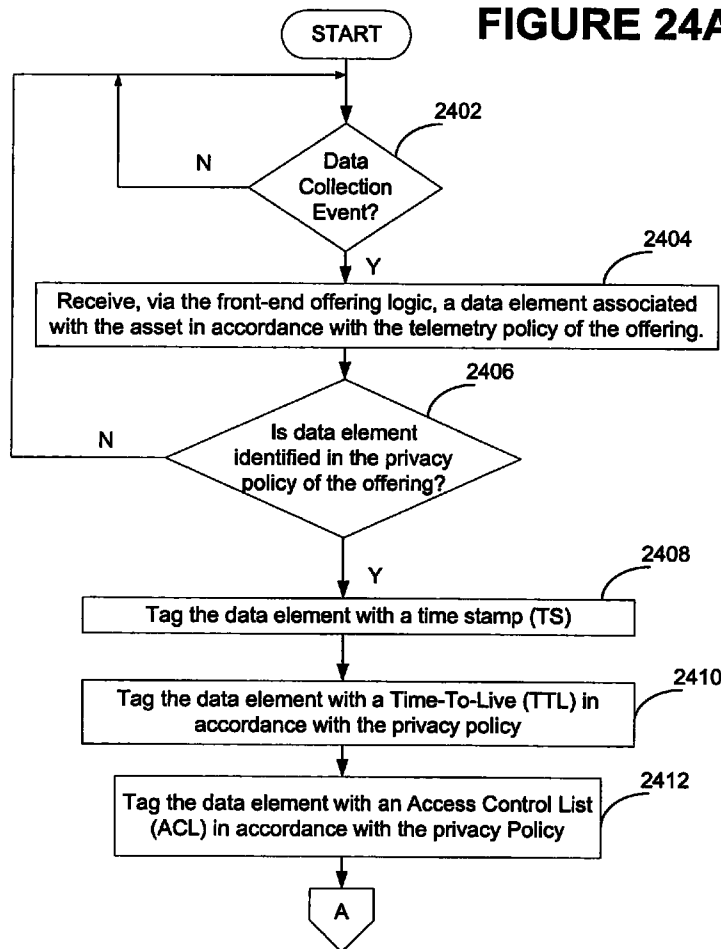 START
FIGURE 24A
2402
Data
Collection
Event?
N
Y
2404
Receive, via the front-end offering logic, a data element associated
with the asset in accordance with the telemetry policy of the offering.
2406
Is data element
identified in the privacy
policy of the offering?
N
Y
2408
Tag the data element with a time stamp (TS)
2410
Tag the data element with a Time-To-Live (TTL) in
accordance with the privacy policy
2412
Tag the data element with an Access Control List
(ACL) in accordance with the privacy Policy
A